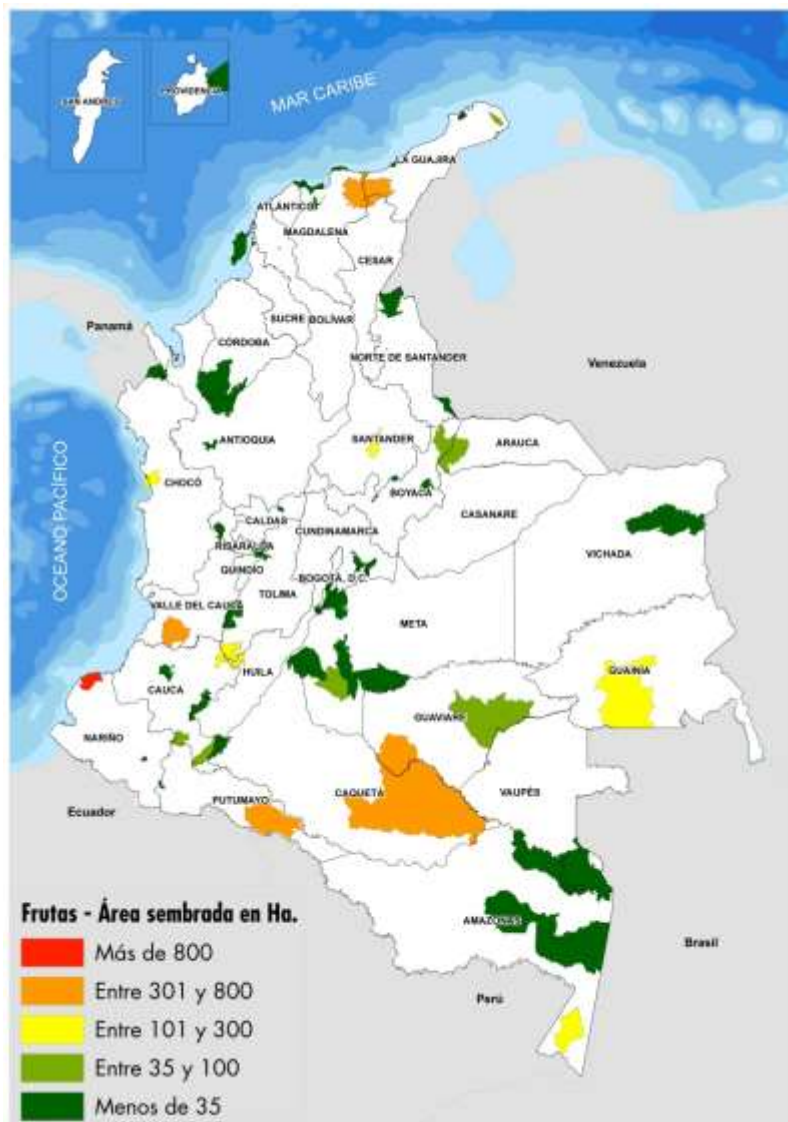 SAN ANDRES
PROVIDENCIA
MAR CARIBE
LA GUAJIRA
ATLÁNTICO
MAGDALENA
CESAR
Panamá
SUCRE
BOLÍVAR
CÓRDOBA
NORTE DE SANTANDER
Venezuela
ANTIOQUIA
SANTANDER
ARAUCA
OCEANO PACÍFICO
CHOCÓ
BOYACÁ
CALDAS
CUNDINAMARCA
CASANARE
RISARALDA
VICHADA
QUINDÍO
BOGOTÁ, D.C.
TOLIMA
VALLE DEL CAUCA
META
HUILA
GUAINÍA
CAUCA
GUAVIARE
NARIÑO
CAQUETÁ
VAUPÉS
PUTUMAYO
Ecuador
AMAZONAS
Brasil
Perú
Frutas - Área sembrada en Ha.
Más de 800
Entre 301 y 800
Entre 101 y 300
Entre 35 y 100
Menos de 35